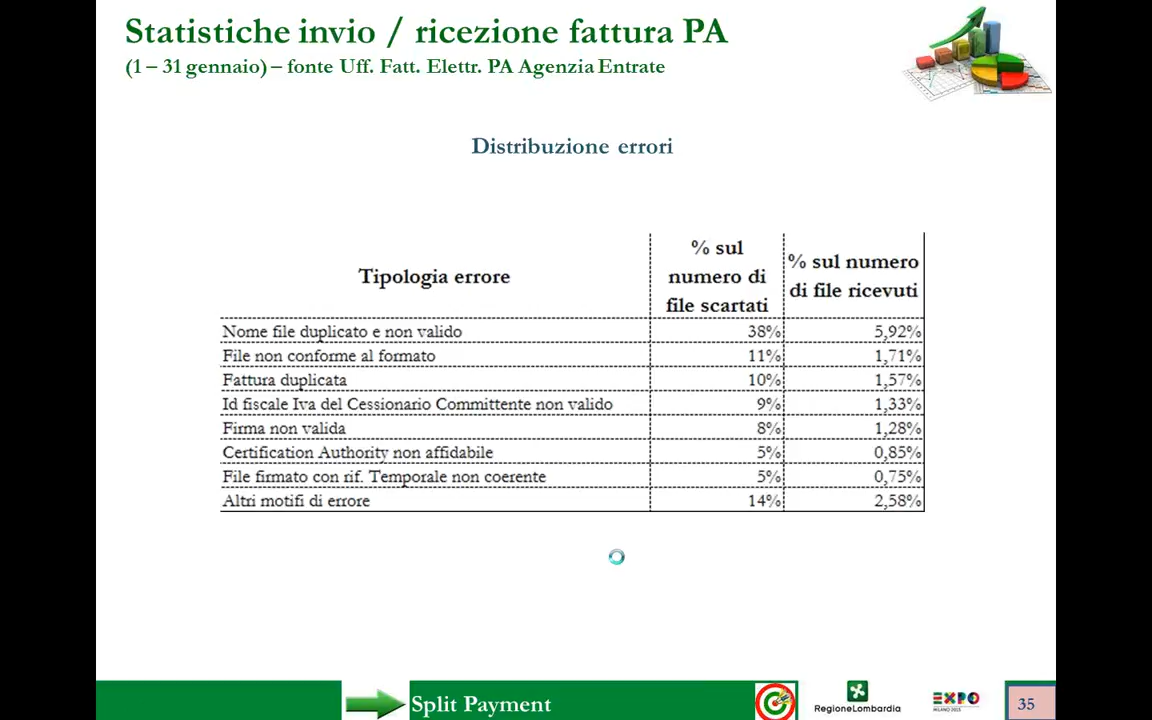 Statistiche invio / ricezione fattura PA
(1 – 31 gennaio) – fonte Uff. Fatt. Elettr. PA Agenzia Entrate
Distribuzione errori
Tipologia errore % sul numero di file scartati % sul numero di file ricevuti
Nome file duplicato e non valido 38% 5,92%
File non conforme al formato 11% 1,71%
Fattura duplicata 10% 1,57%
Id fiscale Iva del Cessionario Committente non valido 9% 1,33%
Firma non valida 8% 1,28%
Certification Authority non affidabile 5% 0,85%
File firmato con rif. Temporale non coerente 5% 0,75%
Altri motifi di errore 14% 2,58%
Split Payment
RegioneLombardia
EXPO
MILANO 2015
35